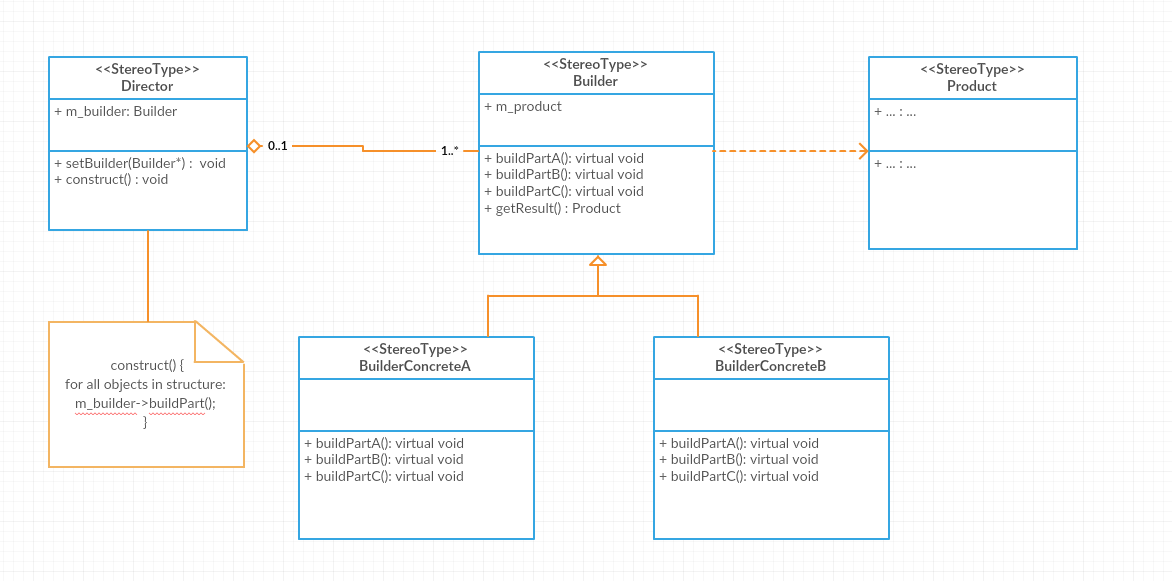 <<StereoType>>
Director
+ m_builder: Builder
+ setBuilder(Builder*) : void
+ construct() : void
0..1
1..*
<<StereoType>>
Builder
+ m_product
+ buildPartA(): virtual void
+ buildPartB(): virtual void
+ buildPartC(): virtual void
+ getResult() : Product
<<StereoType>>
Product
+ ... : ...
+ ... : ...
construct() {
for all objects in structure:
m_builder->buildPart();
}
<<StereoType>>
BuilderConcreteA
+ buildPartA(): virtual void
+ buildPartB(): virtual void
+ buildPartC(): virtual void
<<StereoType>>
BuilderConcreteB
+ buildPartA(): virtual void
+ buildPartB(): virtual void
+ buildPartC(): virtual void